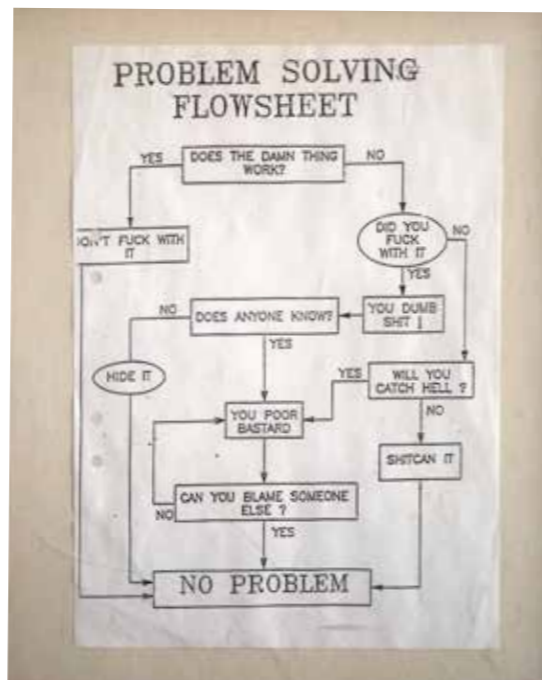 PROBLEM SOLVING
FLOWSHEET
YES
DOES THE DAMN THING
WORK?
NO
ON'T FUCK WITH
IT
DID YOU
FUCK
WITH IT
NO
YES
NO
DOES ANYONE KNOW?
YOU DUMB
SHIT !
YES
HIDE IT
YES
WILL YOU
CATCH HELL ?
NO
YOU POOR
BASTARD
SHITCAN IT
CAN YOU BLAME SOMEONE
ELSE ?
NO
YES
NO PROBLEM